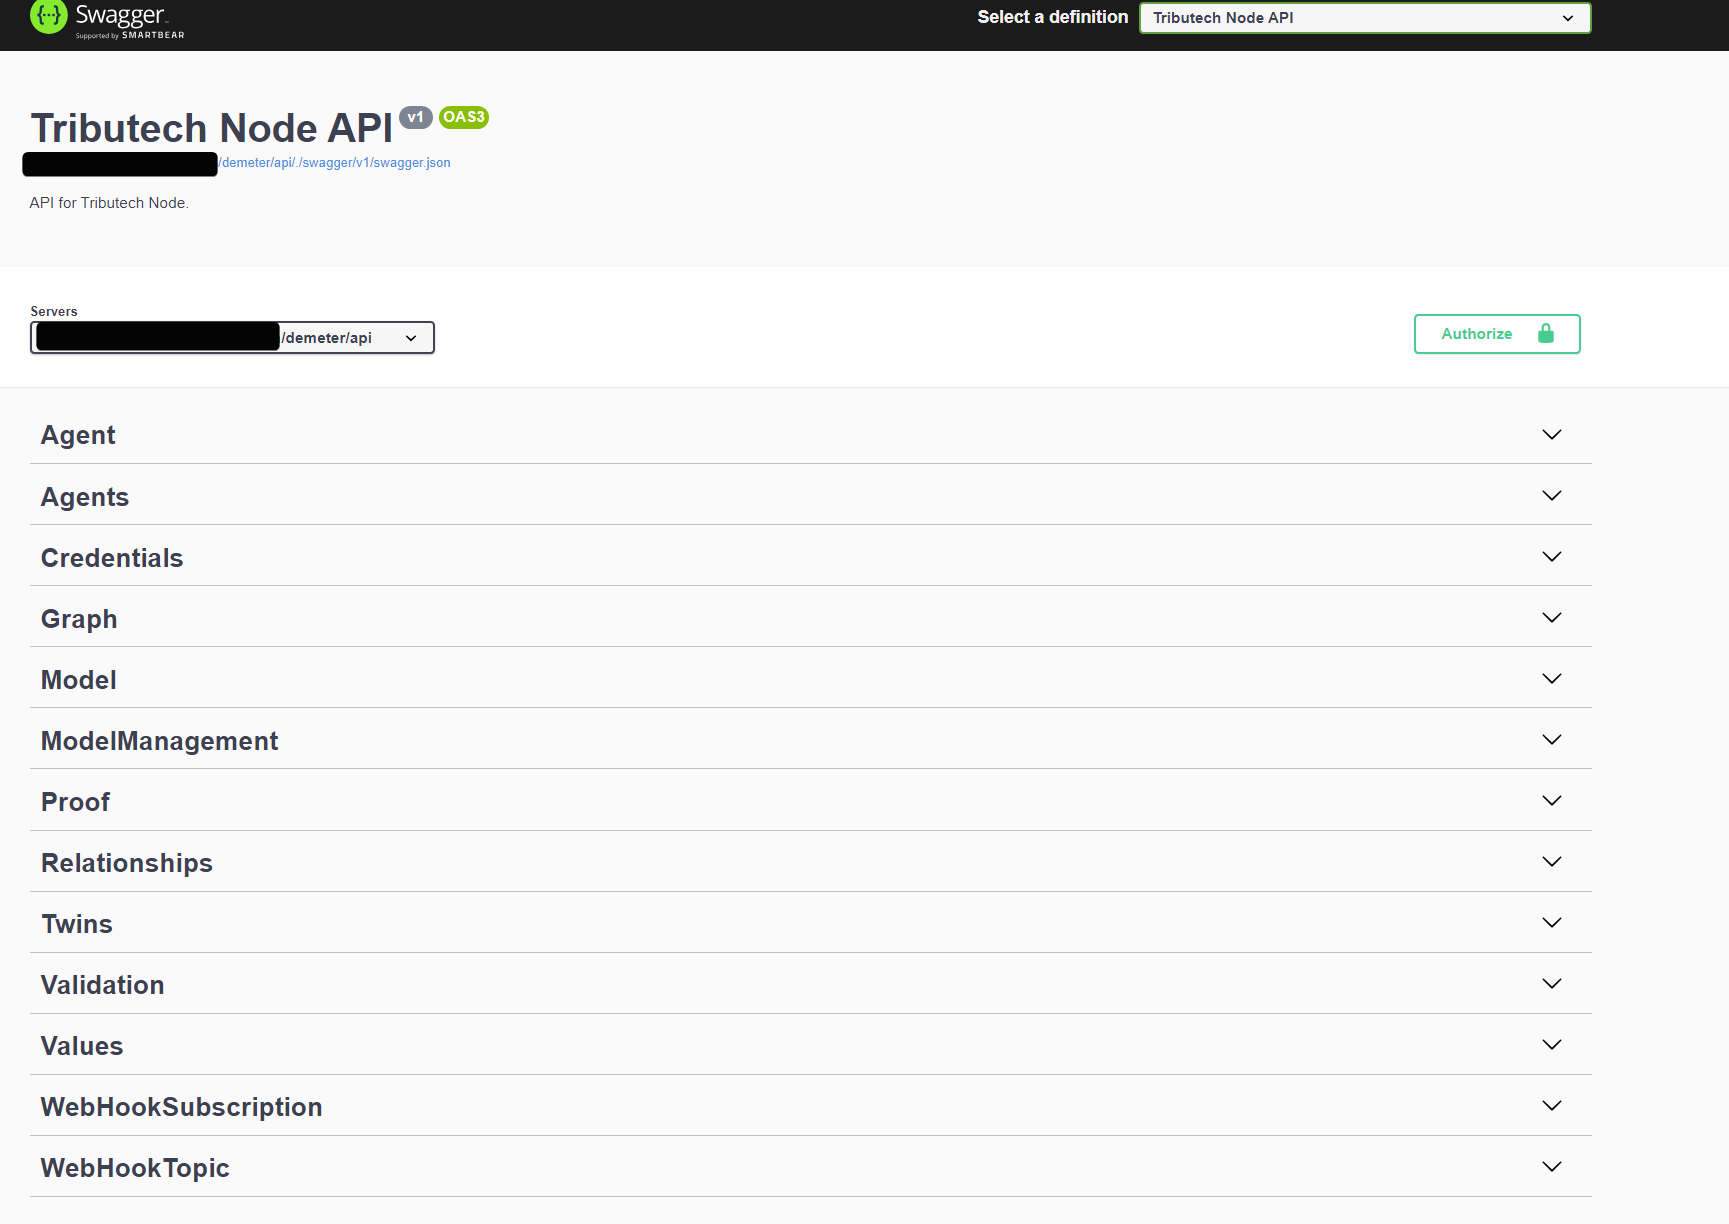 Swagger
Supported by SMARTBEAR
Select a definition
Tributech Node API
Tributech Node API v1 OAS3
/demeter/api/./swagger/v1/swagger.json
API for Tributech Node.
Servers
/demeter/api
Authorize
Agent
Agents
Credentials
Graph
Model
ModelManagement
Proof
Relationships
Twins
Validation
Values
WebHookSubscription
WebHookTopic